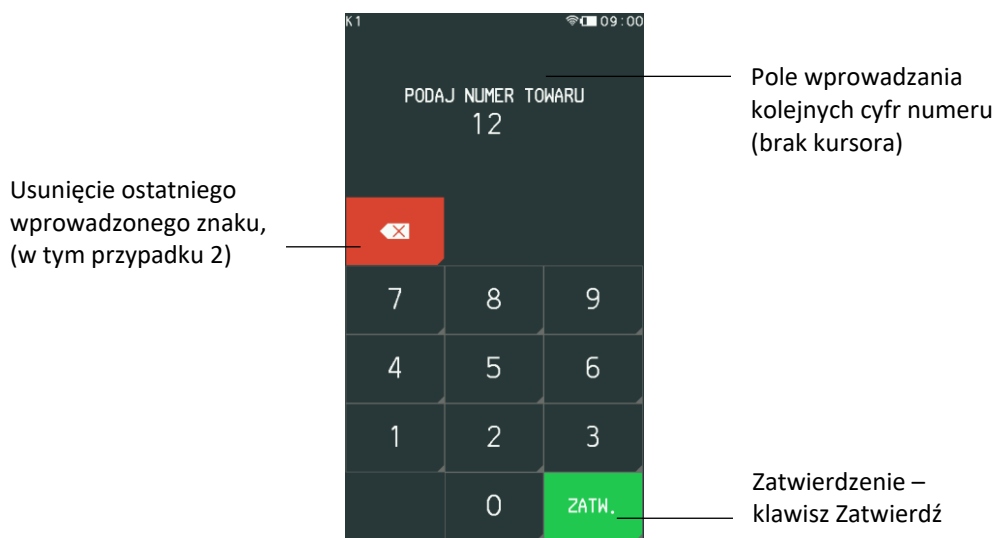 K1 09:00
PODAJ NUMER TOWARU
12
Pole wprowadzania
kolejnych cyfr numeru
(brak kursora)
Usunięcie ostatniego
wprowadzonego znaku,
(w tym przypadku 2)
7 8 9
4 5 6
1 2 3
0 ZATW.
Zatwierdzenie –
klawisz Zatwierdź